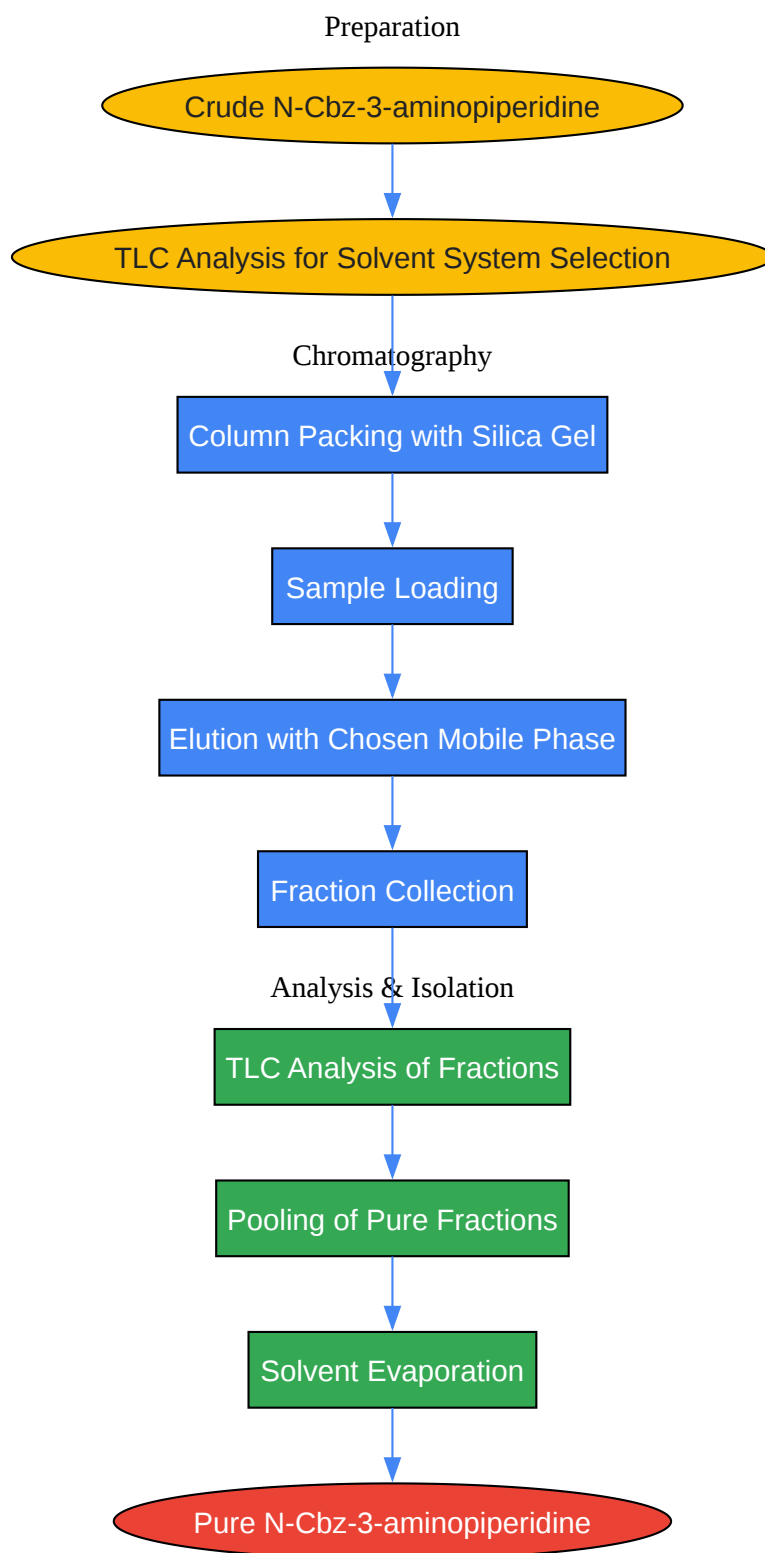 Preparation
Crude N-Cbz-3-aminopiperidine
TLC Analysis for Solvent System Selection
Chromatography
Column Packing with Silica Gel
Sample Loading
Elution with Chosen Mobile Phase
Fraction Collection
Analysis & Isolation
TLC Analysis of Fractions
Pooling of Pure Fractions
Solvent Evaporation
Pure N-Cbz-3-aminopiperidine